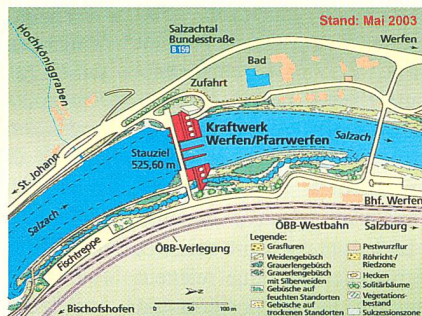 Stand: Mai 2003
Salzachtal
Bundesstraße
B 159
Werfen
Hochköniggraben
Bad
Zufahrt
Kraftwerk
Werfen/Pfarrwerfen
Salzach
Stauziel
525,60 m
St. Johann
Salzach
Fischtreppe
Bhf. Werfen
ÖBB-Verlegung
ÖBB-Westbahn
Salzburg
Bischofshofen
N
0 50 100 m
Legende:
Grasfluren
Weidengebüsch
Grauerlengebüsch
Grauerlengebüsch
mit Silberweiden
Gebüsche auf
feuchten Standorten
Gebüsche auf
trockenen Standorten
Pestwurzflur
Röhricht-/
Riedzone
Hecken
Solitärbäume
Vegetations-
bestand
Sukzessionszone